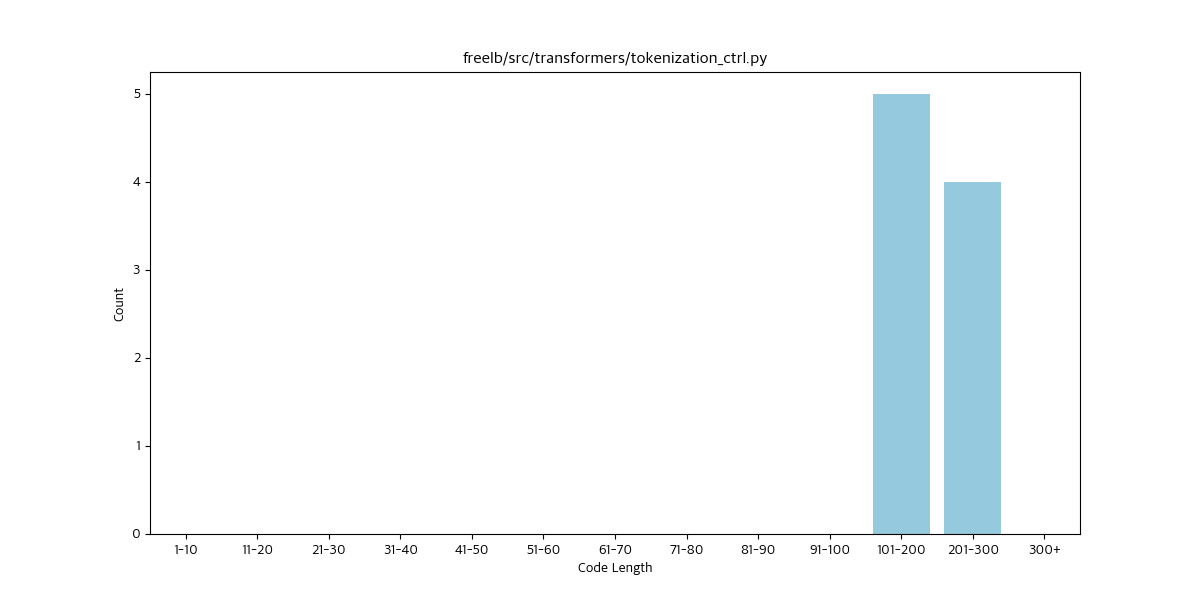 freelb/src/transformers/tokenization_ctrl.py
5
4
3
2
1
0
Count
1-10 11-20 21-30 31-40 41-50 51-60 61-70 71-80 81-90 91-100 101-200 201-300 300+
Code Length